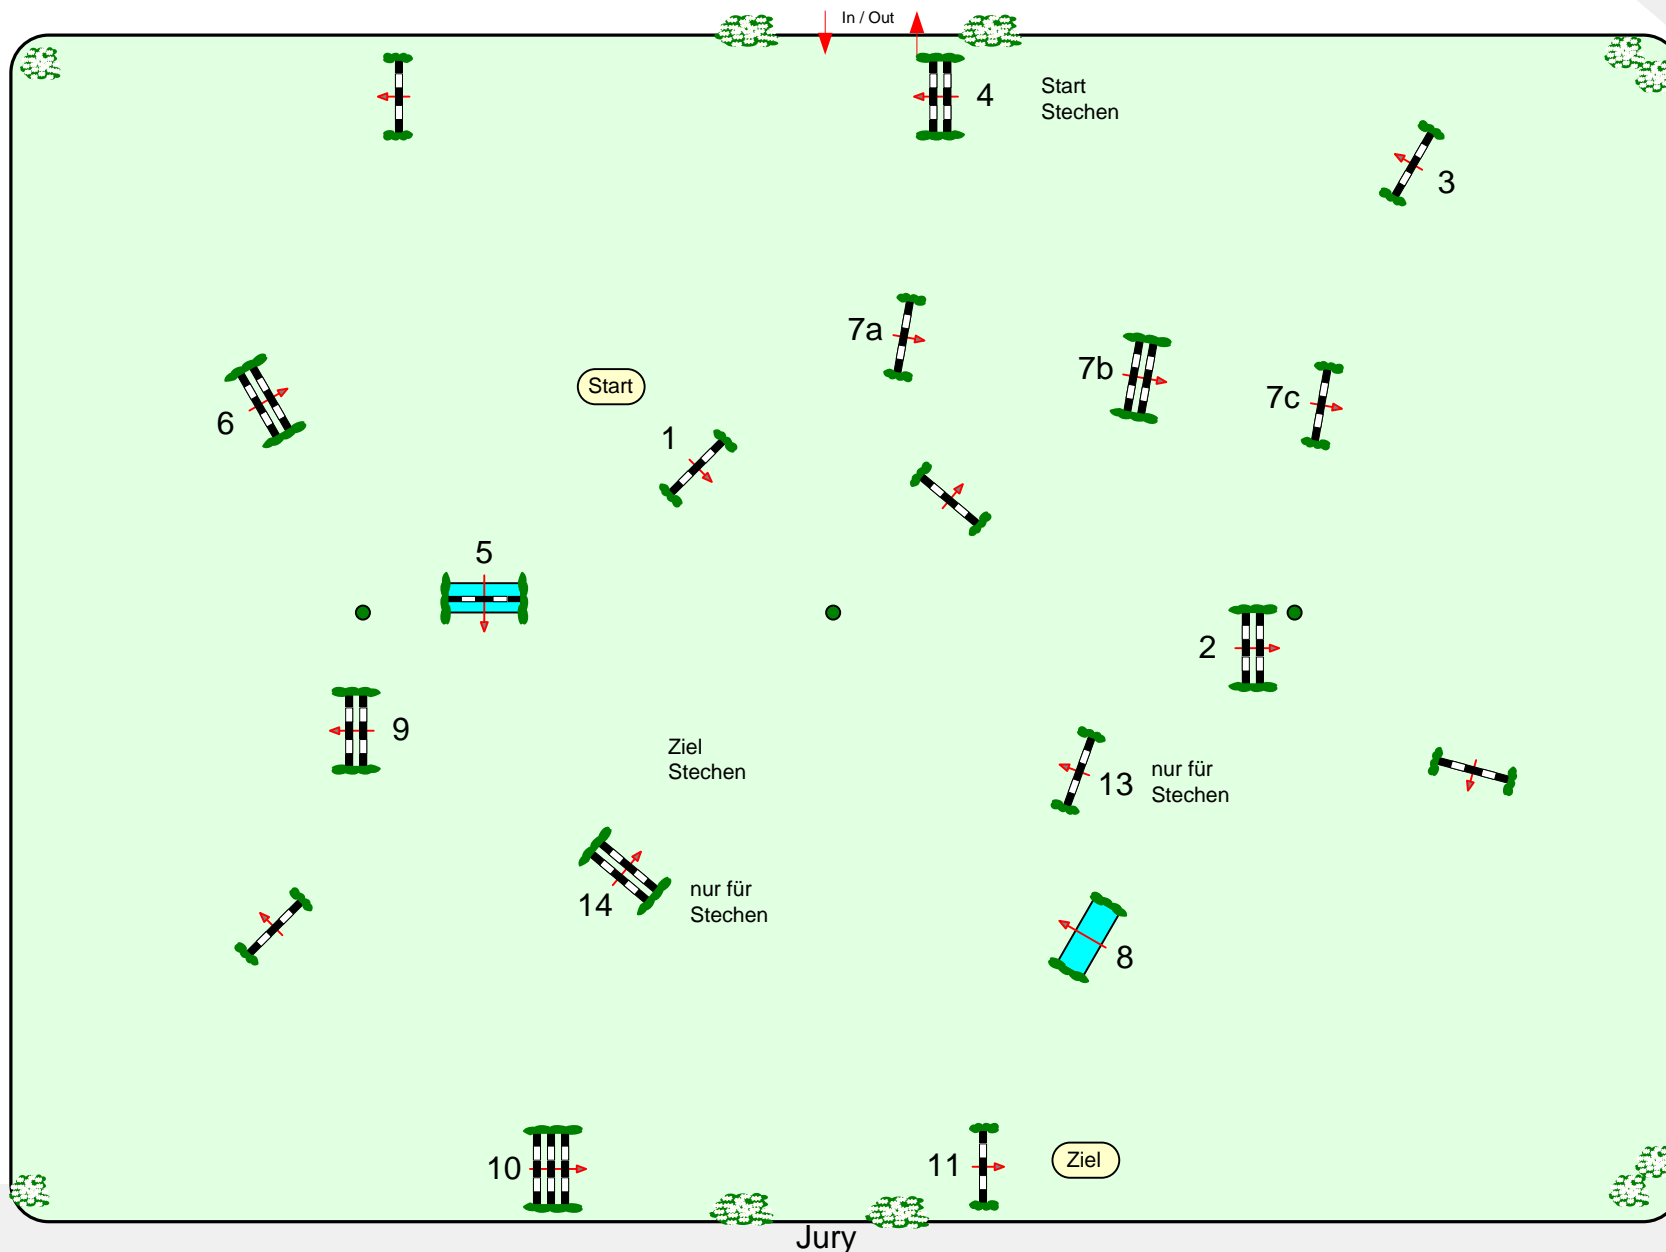 In / Out
4
Start
Stechen
3
7a
7b
7c
6
Start
1
5
2
9
Ziel
Stechen
13
nur für
Stechen
14
nur für
Stechen
8
10
11
Ziel
Jury